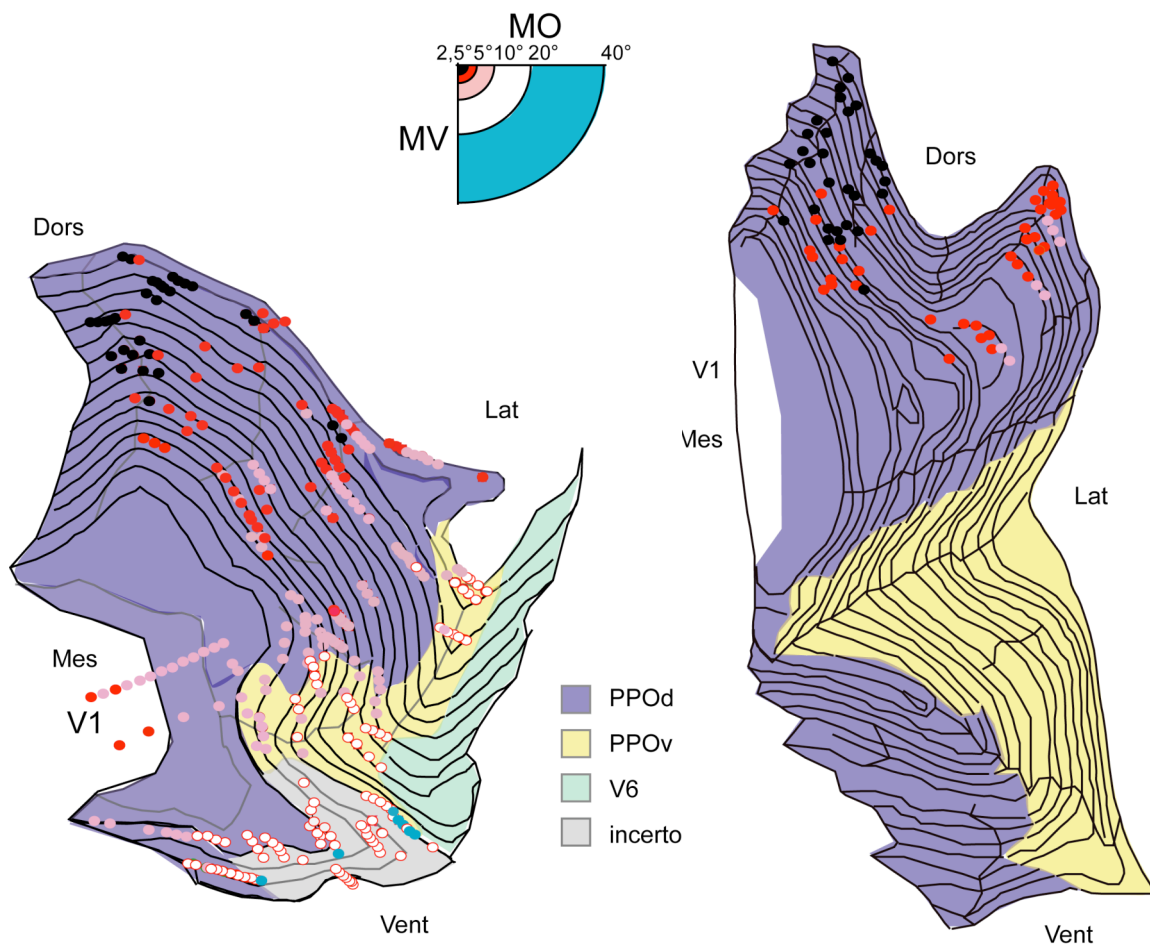 MO
2,5°5°10° 20° 40°
MV
Dors
Lat
Mes
V1
Vent
PPOd
PPOv
V6
incerto
Dors
V1
Mes
Lat
Vent